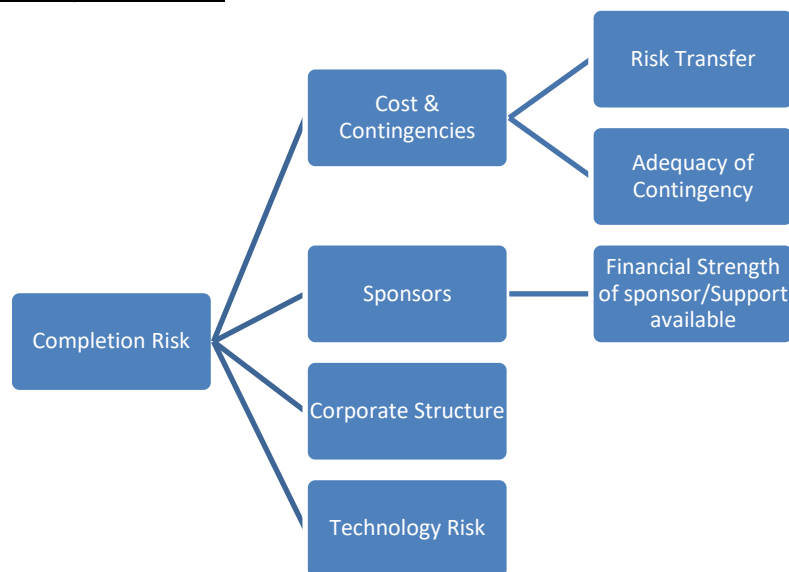 Risk Transfer
Cost &
Contingencies
Adequacy of
Contingency
Financial Strength
of sponsor/Support
available
Sponsors
Completion Risk
Corporate Structure
Technology Risk